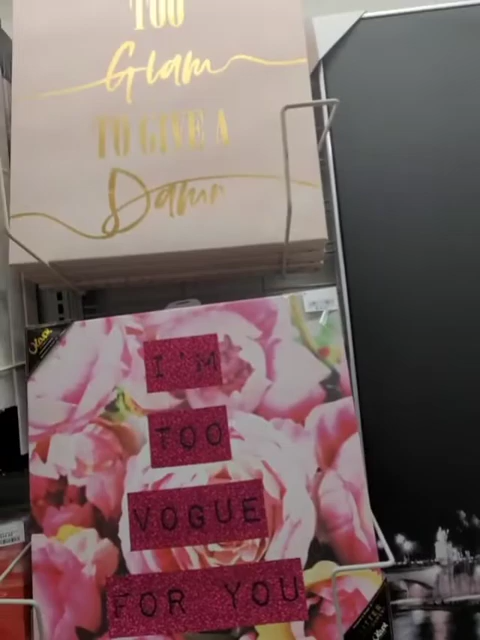 TOO
Glam
TO GIVE A
Damn
I'M
TOO
VOGUE
FOR YOU